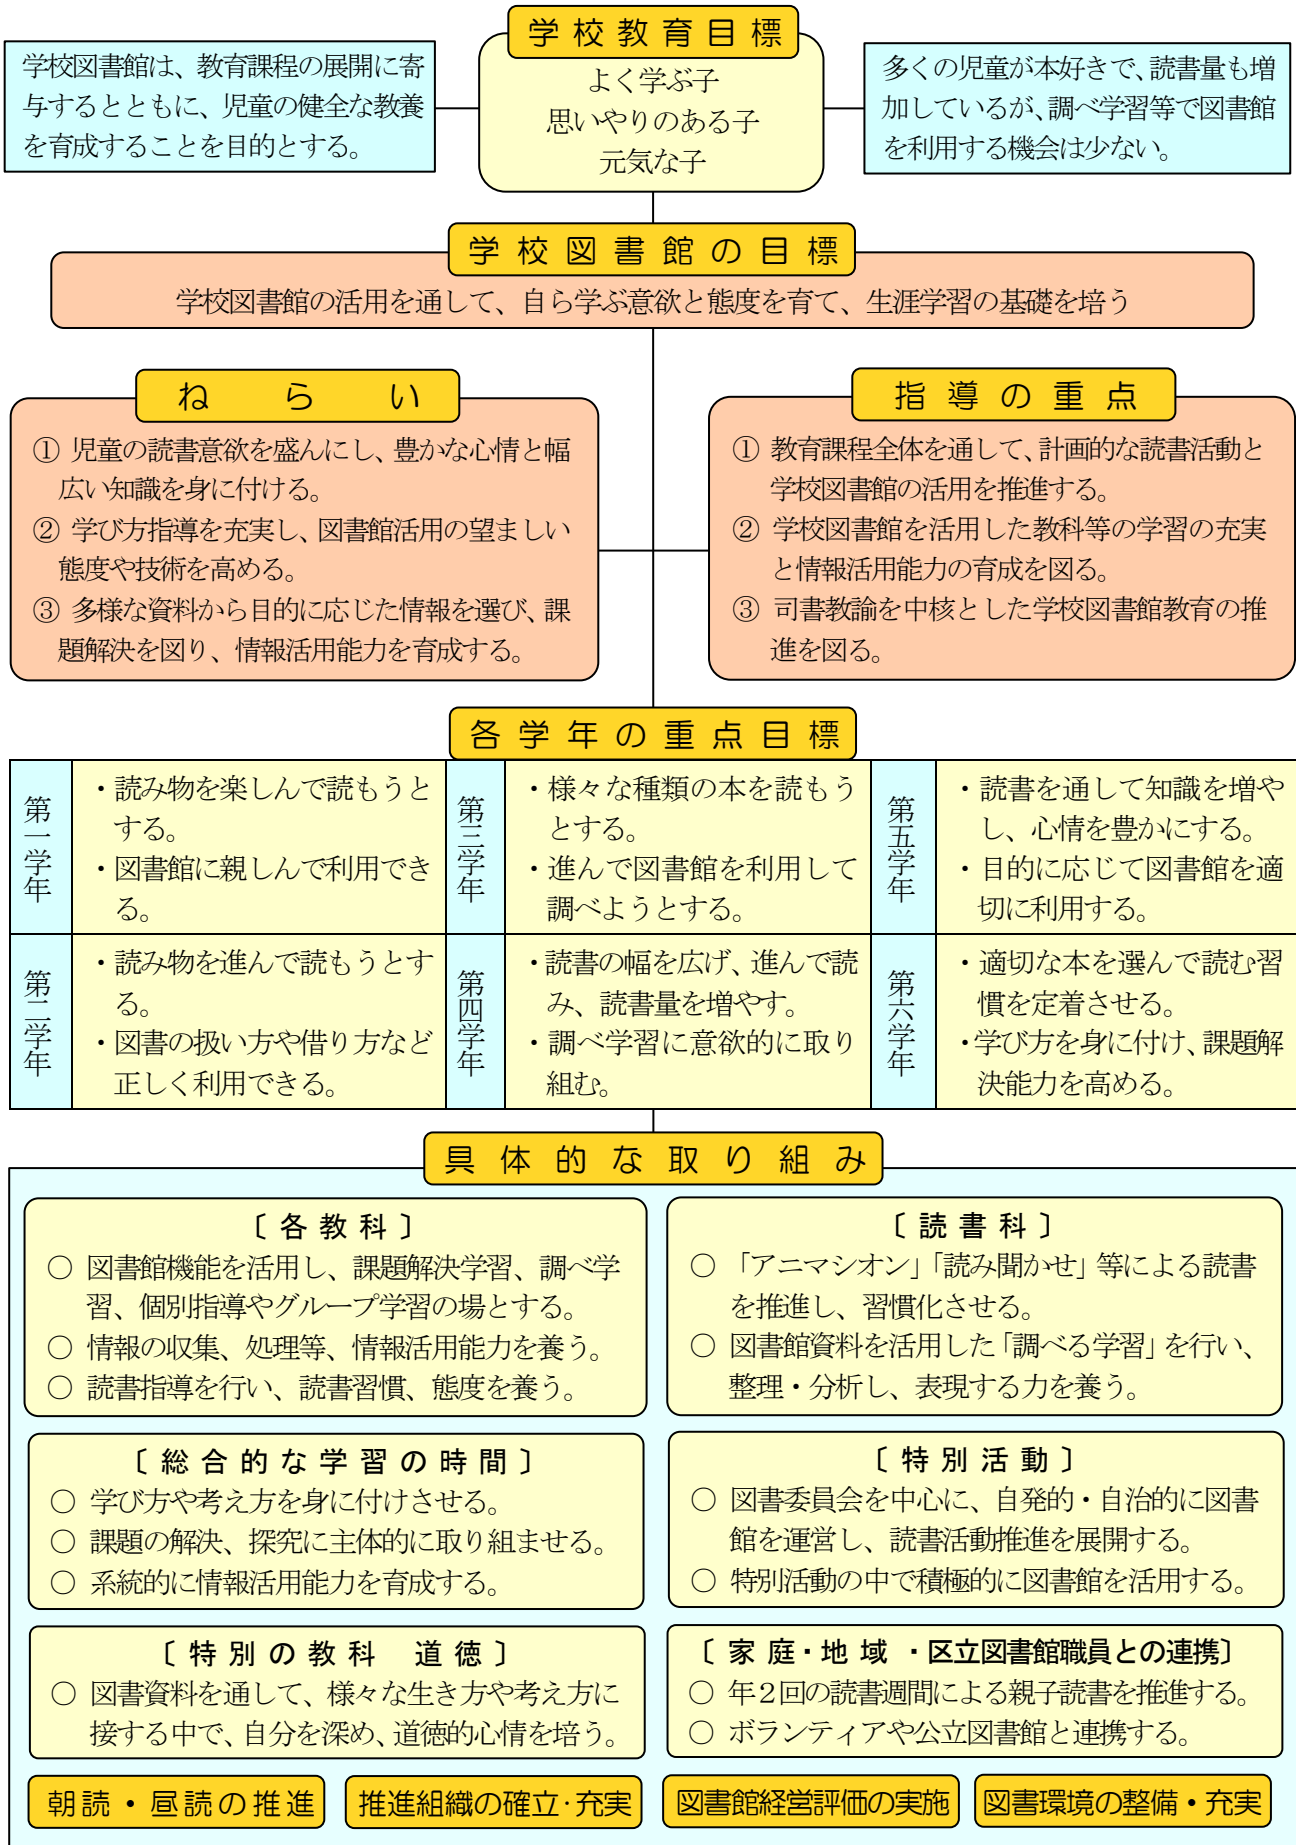 学校教育目標
よく学ぶ子
思いやりのある子
元気な子
学校図書館は、教育課程の展開に寄
与するとともに、児童の健全な教養
を育成することを目的とする。
多くの児童が本好きで、読書量も増
加しているが、調べ学習等で図書館
を利用する機会は少ない。
学校図書館の目標
学校図書館の活用を通して、自ら学ぶ意欲と態度を育て、生涯学習の基礎を培う
ねらい
① 児童の読書意欲を盛んにし、豊かな心情と幅
広い知識を身に付ける。
② 学び方指導を充実し、図書館活用の望ましい
態度や技術を高める。
③ 多様な資料から目的に応じた情報を選び、課
題解決を図り、情報活用能力を育成する。
指導の重点
① 教育課程全体を通して、計画的な読書活動と
学校図書館の活用を推進する。
② 学校図書館を活用した教科等の学習の充実
と情報活用能力の育成を図る。
③ 司書教諭を中核とした学校図書館教育の推
進を図る。
各学年の重点目標
第一学年
・読み物を楽しんで読もうと
する。
・図書館に親しんで利用でき
る。
第三学年
・様々な種類の本を読もう
とする。
・進んで図書館を利用して
調べようとする。
第五学年
・読書を通して知識を増や
し、心情を豊かにする。
・目的に応じて図書館を適
切に利用する。
第二学年
・読み物を進んで読もうとす
る。
・図書の扱い方や借り方など
正しく利用できる。
第四学年
・読書の幅を広げ、進んで読
み、読書量を増やす。
・調べ学習に意欲的に取り
組む。
第六学年
・適切な本を選んで読む習
慣を定着させる。
・学び方を身に付け、課題解
決能力を高める。
具体的な取り組み
〔各教科〕
○ 図書館機能を活用し、課題解決学習、調べ学
習、個別指導やグループ学習の場とする。
○ 情報の収集、処理等、情報活用能力を養う。
○ 読書指導を行い、読書習慣、態度を養う。
〔読書科〕
○ 「アニマシオン」「読み聞かせ」等による読書
を推進し、習慣化させる。
○ 図書館資料を活用した「調べる学習」を行い、
整理・分析し、表現する力を養う。
〔総合的な学習の時間〕
○ 学び方や考え方を身に付けさせる。
○ 課題の解決、探究に主体的に取り組ませる。
○ 系統的に情報活用能力を育成する。
〔特別活動〕
○ 図書委員会を中心に、自発的・自治的に図書
館を運営し、読書活動推進を展開する。
○ 特別活動の中で積極的に図書館を活用する。
〔特別の教科 道徳〕
○ 図書資料を通して、様々な生き方や考え方に
接する中で、自分を深め、道徳的心情を培う。
〔家庭・地域・区立図書館職員との連携〕
○ 年２回の読書週間による親子読書を推進する。
○ ボランティアや公立図書館と連携する。
朝読・昼読の推進
推進組織の確立・充実
図書館経営評価の実施
図書環境の整備・充実